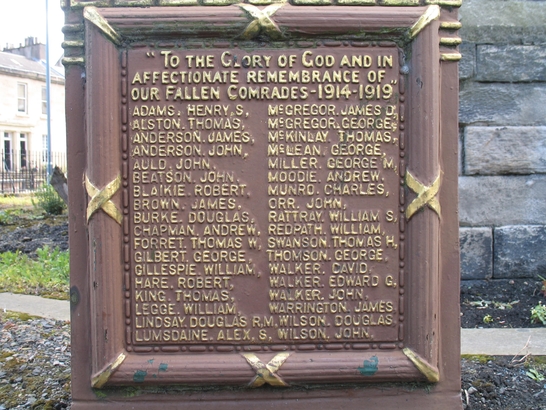 "TO THE GLORY OF GOD AND IN
AFFECTIONATE REMEMBRANCE OF
OUR FALLEN COMRADES-1914-1919"
ADAMS, HENRY, S,
ALSTON, THOMAS,
ANDERSON, JAMES,
ANDERSON, JOHN,
AULD, JOHN,
BEATSON, JOHN,
BLAIKIE, ROBERT,
BROWN, JAMES,
BURKE, DOUGLAS,
CHAPMAN, ANDREW,
FORRET, THOMAS W,
GILBERT, GEORGE,
GILLESPIE, WILLIAM,
HARE, ROBERT,
KING, THOMAS,
LEGGE, WILLIAM,
LINDSAY, DOUGLAS R,M,
LUMSDAINE, ALEX, S,
MCGREGOR, JAMES D,
MCGREGOR, GEORGE,
MCKINLAY, THOMAS,
MCLEAN, GEORGE,
MILLER, GEORGE M,
MOODIE, ANDREW,
MUNRO, CHARLES,
ORR, JOHN,
RATTRAY, WILLIAM S,
REDPATH, WILLIAM,
SWANSON, THOMAS H,
THOMSON, GEORGE,
WALKER, DAVID,
WALKER, EDWARD G,
WALKER, JOHN,
WARRINGTON, JAMES
WILSON, DOUGLAS,
WILSON, JOHN,